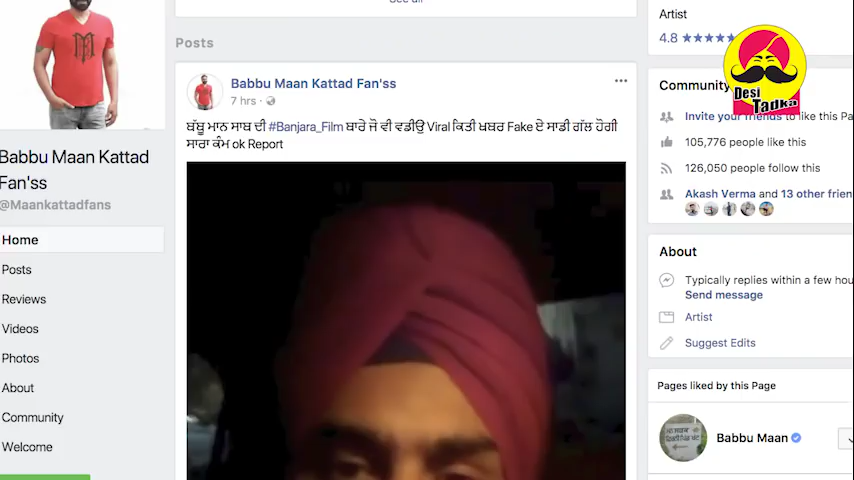 See all
Posts
Babbu Maan Kattad Fan'ss
7 hrs
ਬੱਬੂ ਮਾਨ ਸਾਬ ਦੀ #Banjara_Film ਬਾਰੇ ਜੋ ਵੀ ਵਡੀਉ Viral ਕਿਤੀ ਖਬਰ Fake ਏ ਸਾਡੀ ਗੱਲ ਹੋਗੀ
ਸਾਰਾ ਕੰਮ ok Report
Babbu Maan Kattad
Fan'ss
@Maankattadfans
Home
Posts
Reviews
Videos
Photos
About
Community
Welcome
Artist
4.8
Desi
Tadka
Community
Invite your friends to like this Pa
105,776 people like this
126,050 people follow this
Akash Verma and 13 other frien
About
Typically replies within a few hou
Send message
Artist
Suggest Edits
Pages liked by this Page
Babbu Maan